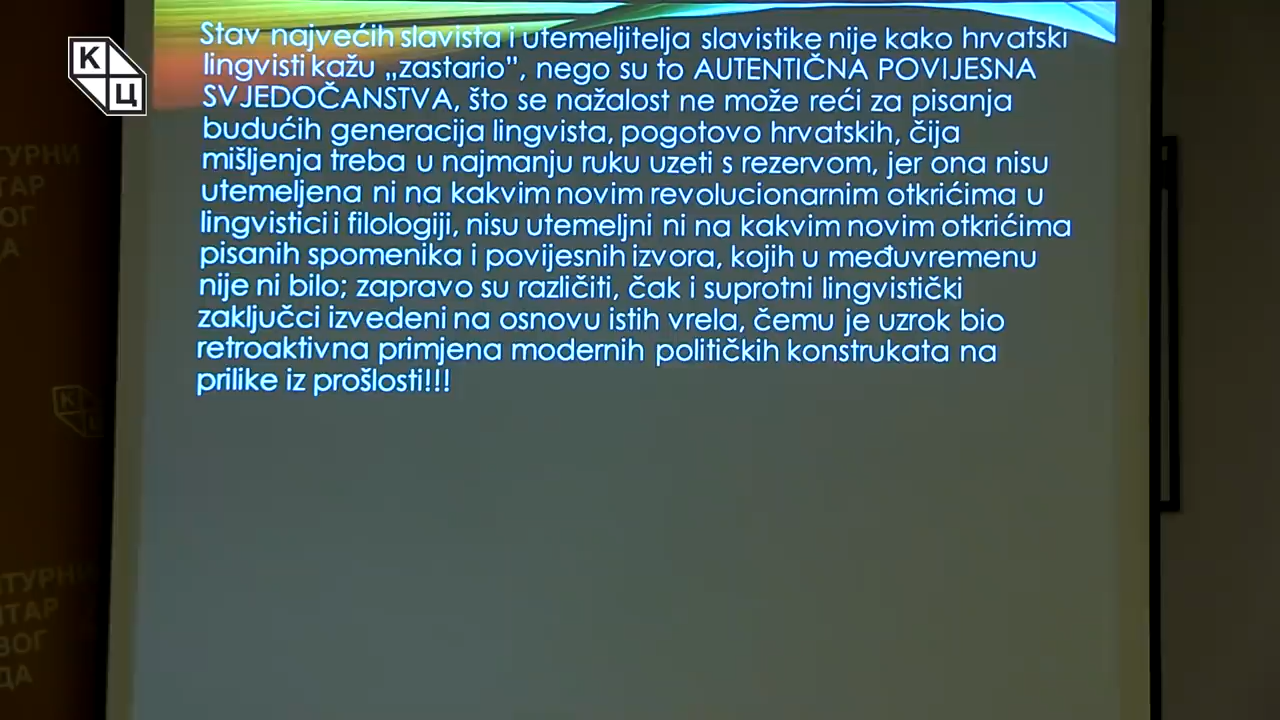 К
Ц
Stav najvećih slavista i utemeljitelja slavistike nije kako hrvatski
lingvisti kažu „zastario”, nego su to AUTENTIČNA POVIJESNA
SVJEDOČANSTVA, što se nažalost ne može reći za pisanja
budućih generacija lingvista, pogotovo hrvatskih, čija
mišljenja treba u najmanju ruku uzeti s rezervom, jer ona nisu
utemeljena ni na kakvim novim revolucionarnim otkrićima u
lingvistici i filologiji, nisu utemeljni ni na kakvim novim otkrićima
pisanih spomenika i povijesnih izvora, kojih u međuvremenu
nije ni bilo; zapravo su različiti, čak i suprotni lingvistički
zaključci izvedeni na osnovu istih vrela, čemu je uzrok bio
retroaktivna primjena modernih političkih konstrukata na
prilike iz prošlosti!!!